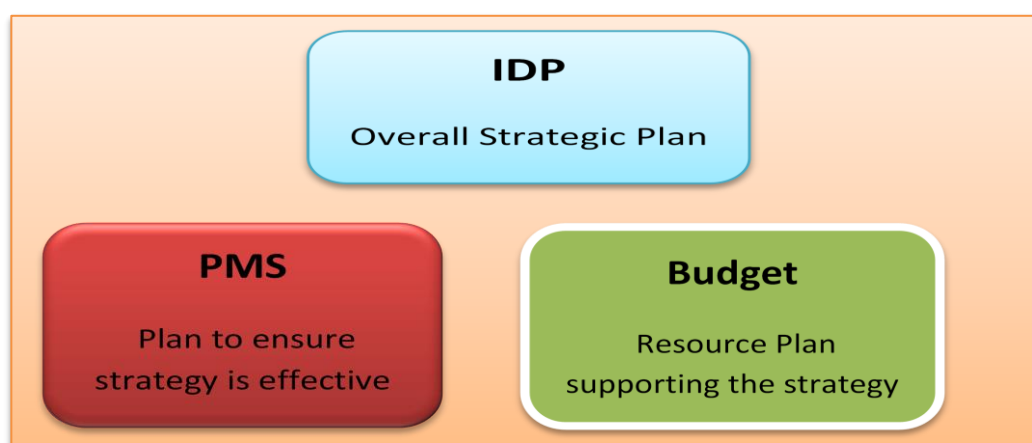 IDP
Overall Strategic Plan
PMS
Plan to ensure
strategy is effective
Budget
Resource Plan
supporting the strategy